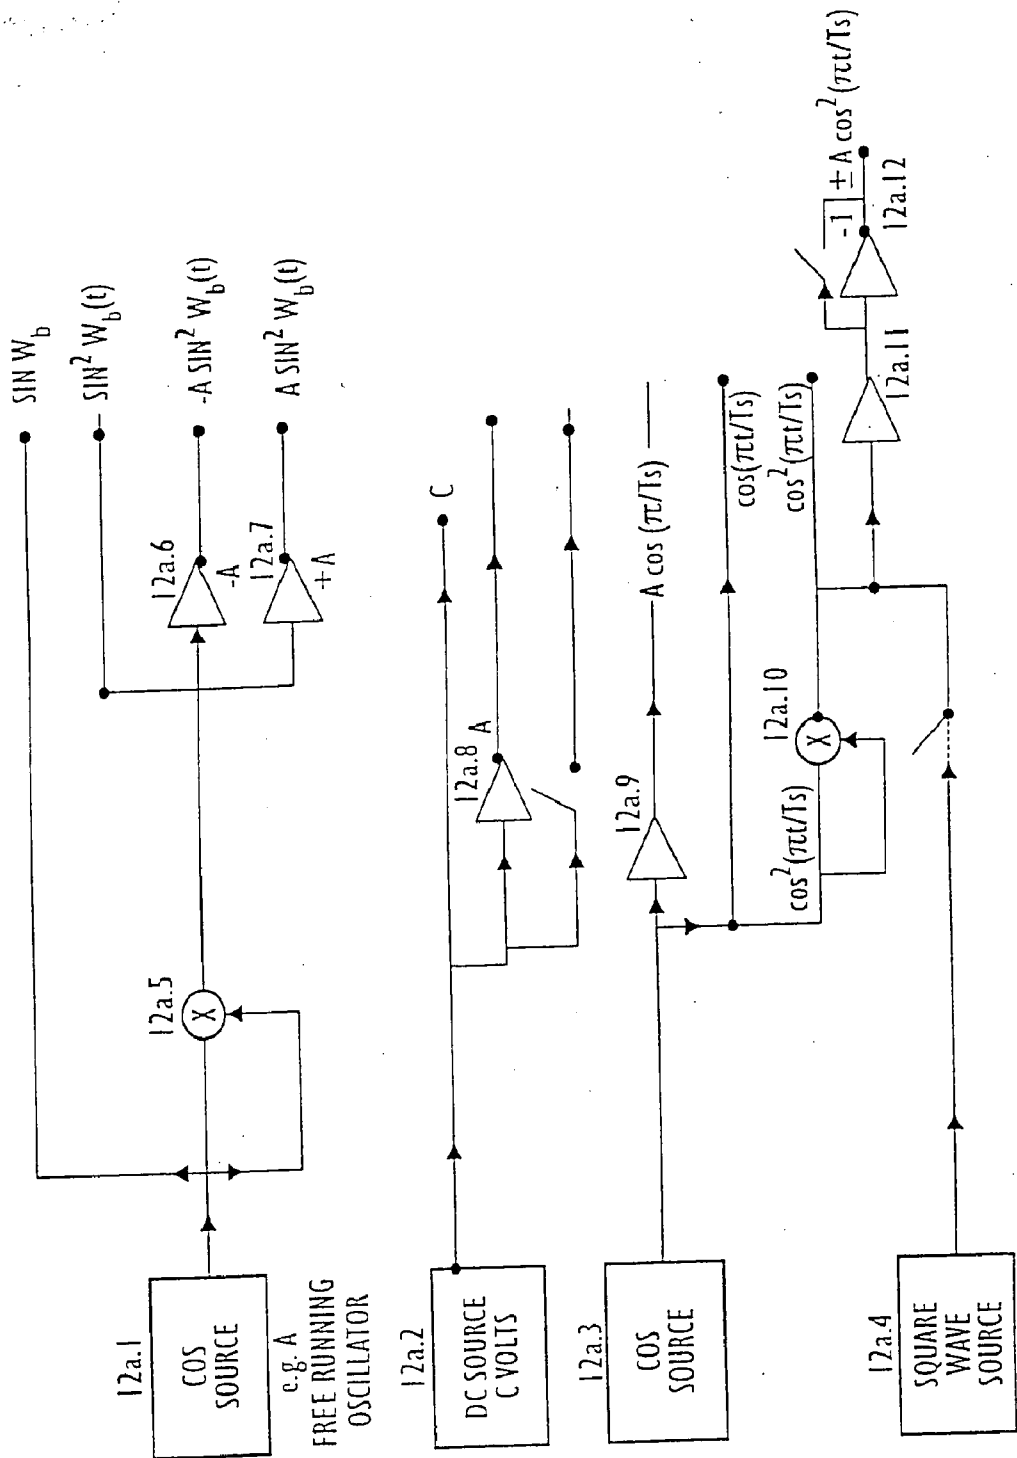 12a.1
COS
SOURCE
e.g. A
FREE RUNNING
OSCILLATOR
12a.5
X
12a.6
-A
12a.7
+A
SIN W_b
SIN² W_b(t)
-A SIN² W_b(t)
A SIN² W_b(t)
12a.2
DC SOURCE
C VOLTS
C
12a.8
A
12a.3
COS
SOURCE
12a.9
A cos (π/Ts)
cos(πt/Ts)
cos²(πt/Ts)
cos²(πt/Ts)
12a.10
X
12a.11
-1
± A cos²(πt/Ts)
12a.12
12a.4
SQUARE
WAVE
SOURCE